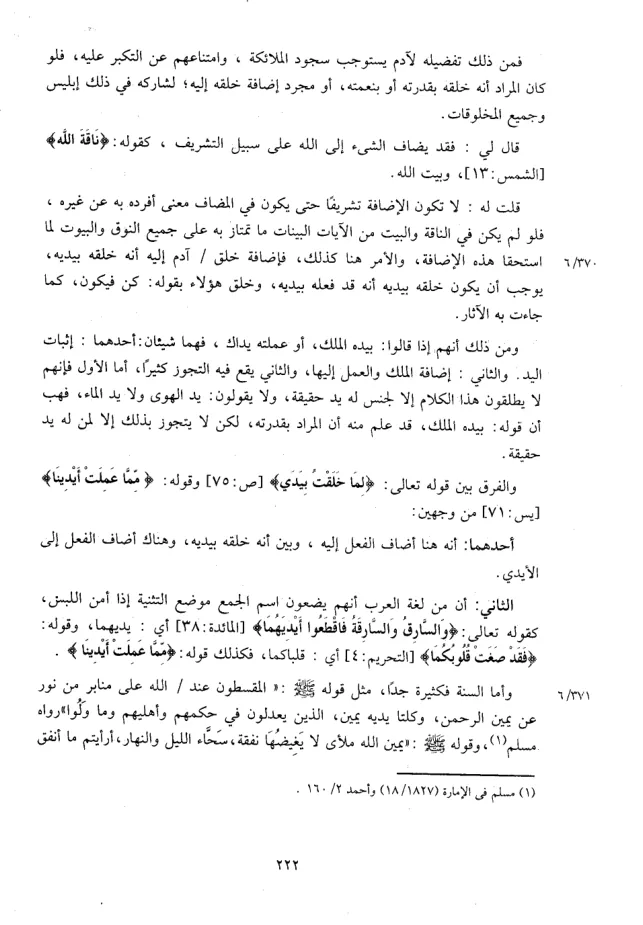 فمن ذلك تفضيله لآدم يستوجب سجود الملائكة ، وامتناعهم عن التكبر عليه، فلو
كان المراد أنه خلقه بقدرته أو بنعمته، أو مجرد إضافة خلقه إليه؛ لشاركه في ذلك إبليس
وجميع المخلوقات.
قال لي : فقد يضاف الشيء إلى الله على سبيل التشريف ، كقوله: ﴿نَاقَةَ اللَّه﴾
[الشمس:١٣]، وبيت الله.
قلت له : لا تكون الإضافة تشريفًا حتى يكون في المضاف معنى أفرده به عن غيره ،
فلو لم يكن في الناقة والبيت من الآيات البينات ما تمتاز به على جميع النوق والبيوت لما
استحقا هذه الإضافة، والأمر هنا كذلك، فإضافة خلق / آدم إليه أنه خلقه بيديه، ٦/٣٧٠
يوجب أن يكون خلقه بيديه أنه قد فعله بيديه، وخلق هؤلاء بقوله: كن فيكون، كما
جاءت به الآثار.
ومن ذلك أنهم إذا قالوا: بيده الملك، أو عملته يداك ، فهما شيئان:أحدهما : إثبات
اليد. والثاني : إضافة الملك والعمل إليها، والثاني يقع فيه التجوز كثيرًا، أما الأول فإنهم
لا يطلقون هذا الكلام إلا لجنس له يد حقيقة، ولا يقولون: يد الهوى ولا يد الماء، فهب
أن قوله: بيده الملك، قد علم منه أن المراد بقدرته، لكن لا يتجوز بذلك إلا لمن له يد
حقيقة.
والفرق بين قوله تعالى: ﴿لِمَا خَلَقْتُ بِيَدَي﴾ [ص:٧٥] وقوله: ﴿ مِّمَّا عَمِلَتْ أَيْدِينَا﴾
[يس:٧١] من وجهين:
أحدهما: أنه هنا أضاف الفعل إليه ، وبين أنه خلقه بيديه، وهناك أضاف الفعل إلى
الأيدي.
الثاني: أن من لغة العرب أنهم يضعون اسم الجمع موضع التثنية إذا أمن اللبس،
كقوله تعالى: ﴿وَالسَّارِقُ وَالسَّارِقَةُ فَاقْطَعُوا أَيْدِيَهُمَا﴾ [المائدة:٣٨] أي : يديهما، وقوله:
﴿فَقَدْ صَغَتْ قُلُوبُكُمَا﴾ [التحريم:٤] أي : قلباكما، فكذلك قوله: ﴿مِّمَّا عَمِلَتْ أَيْدِينَا ﴾ .
وأما السنة فكثيرة جدًا، مثل قوله ﷺ :« المقسطون عند / الله على منابر من نور ٦/٣٧١
عن يمين الرحمن، وكلتا يديه يمين، الذين يعدلون في حكمهم وأهليهم وما وَلُوا»رواه
مسلم(١)، وقوله ﷺ :«يمين الله ملأى لا يَغِيضُهَا نفقة،سَحَّاء الليل والنهار،أرأيتم ما أنفق
(١) مسلم في الإمارة (١٨/١٨٢٧) وأحمد ٢/ ١٦٠ .
٢٢٢